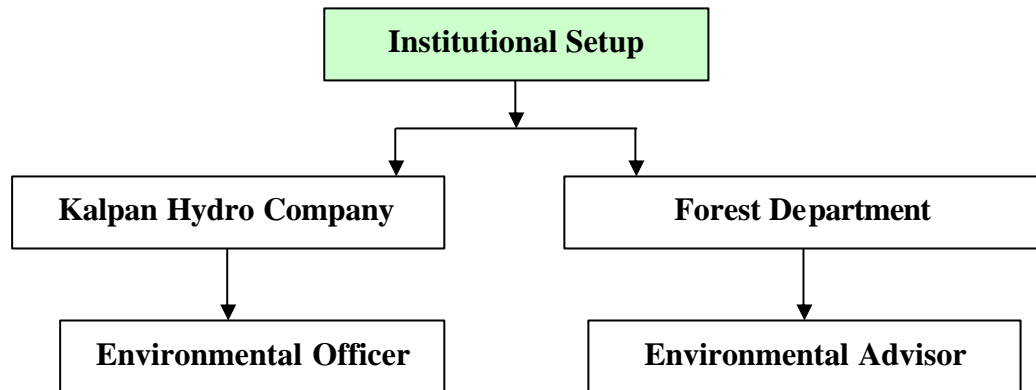 Institutional Setup
Kalpan Hydro Company
Forest Department
Environmental Officer
Environmental Advisor